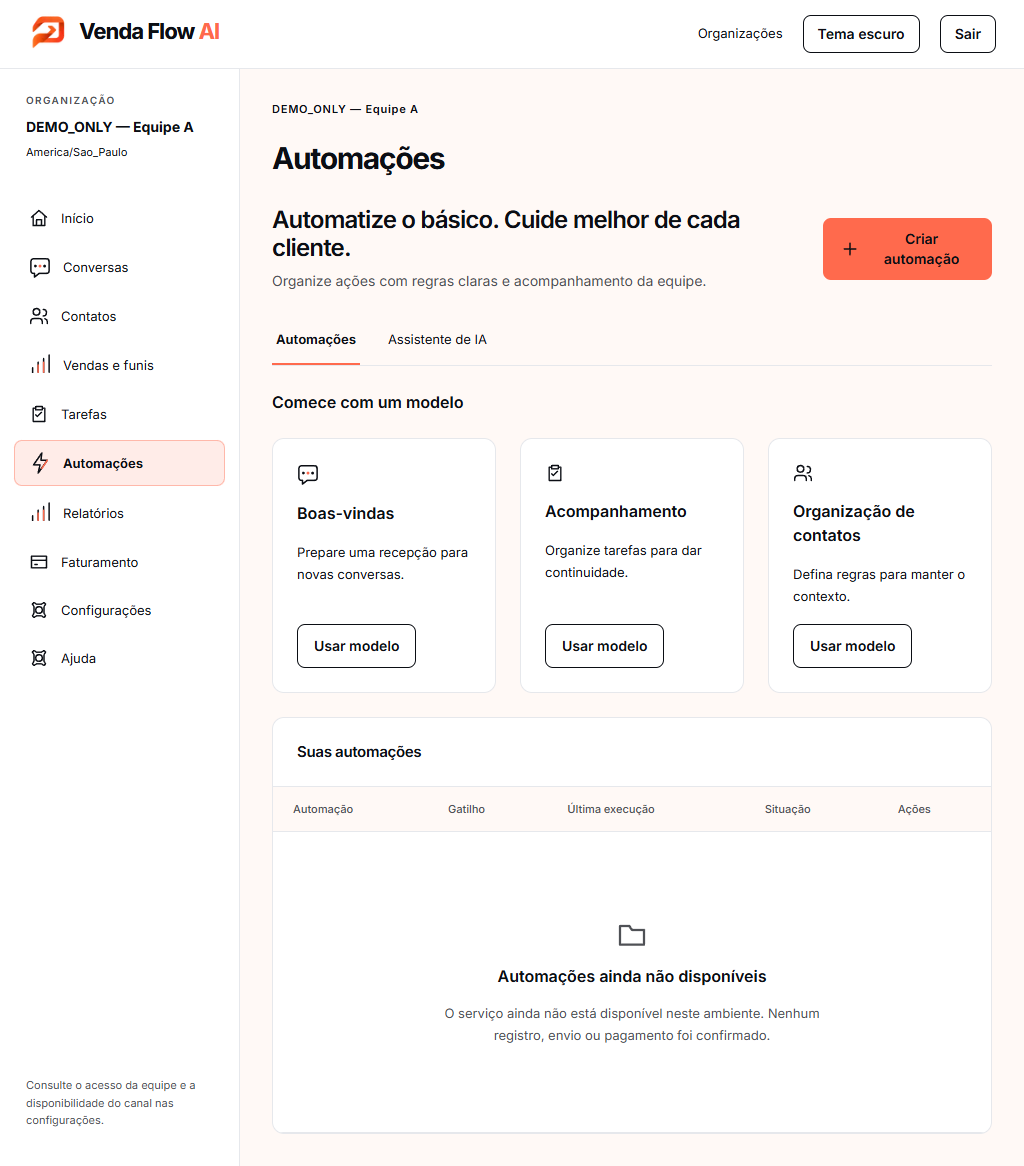 Venda Flow AI
Organizações
Tema escuro
Sair
ORGANIZAÇÃO
DEMO_ONLY — Equipe A
America/Sao_Paulo
Início
Conversas
Contatos
Vendas e funis
Tarefas
Automações
Relatórios
Faturamento
Configurações
Ajuda
Consulte o acesso da equipe e a
disponibilidade do canal nas
configurações.
DEMO_ONLY — Equipe A
Automações
Automatize o básico. Cuide melhor de cada
cliente.
Organize ações com regras claras e acompanhamento da equipe.
Criar
automação
Automações
Assistente de IA
Comece com um modelo
Boas-vindas
Prepare uma recepção para
novas conversas.
Usar modelo
Acompanhamento
Organize tarefas para dar
continuidade.
Usar modelo
Organização de
contatos
Defina regras para manter o
contexto.
Usar modelo
Suas automações
Automação Gatilho Última execução Situação Ações
Automações ainda não disponíveis
O serviço ainda não está disponível neste ambiente. Nenhum
registro, envio ou pagamento foi confirmado.